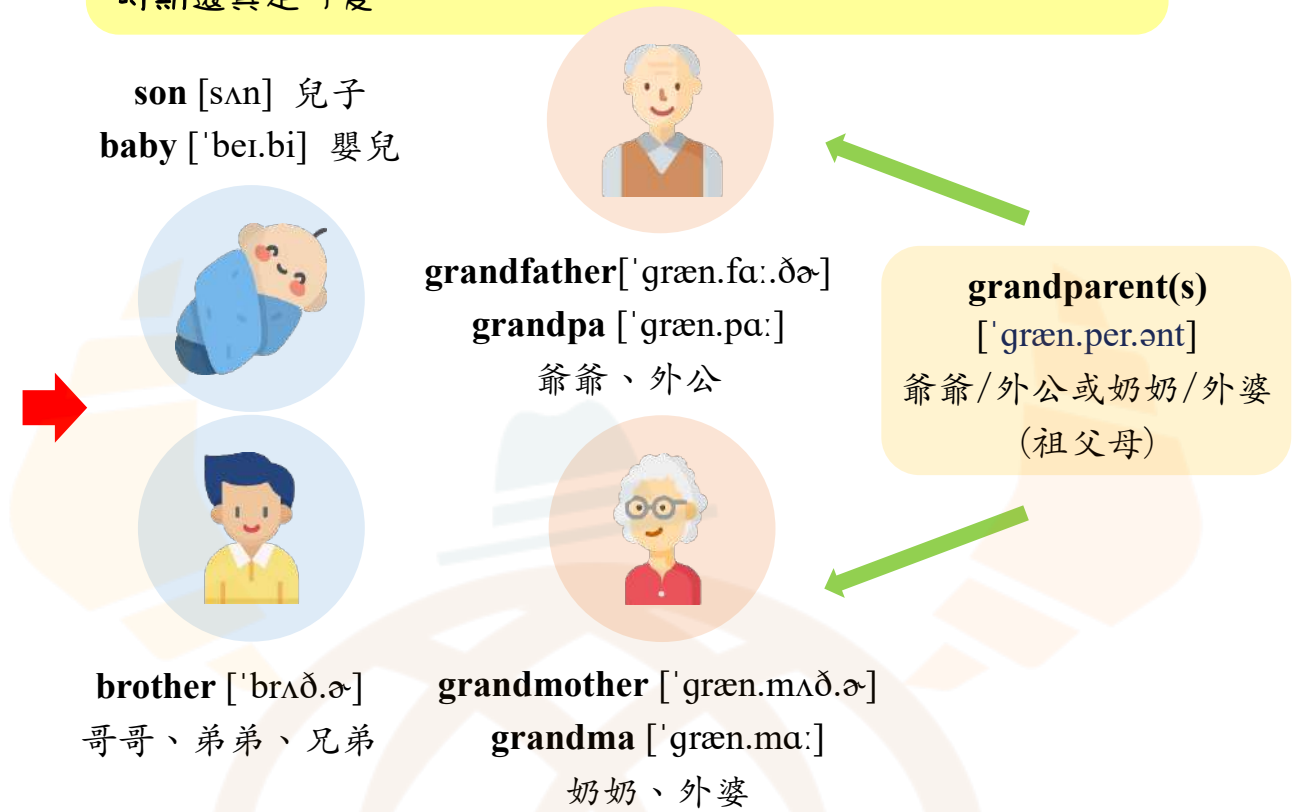 son [sʌn] 兒子
baby [ˈbeɪ.bi] 嬰兒
grandfather[ˈɡræn.fɑː.ðɚ]
grandpa [ˈɡræn.pɑː]
爺爺、外公
grandparent(s)
[ˈɡræn.per.ənt]
爺爺/外公或奶奶/外婆
(祖父母)
brother [ˈbrʌð.ɚ]
哥哥、弟弟、兄弟
grandmother [ˈɡræn.mʌð.ɚ]
grandma [ˈɡræn.mɑː]
奶奶、外婆